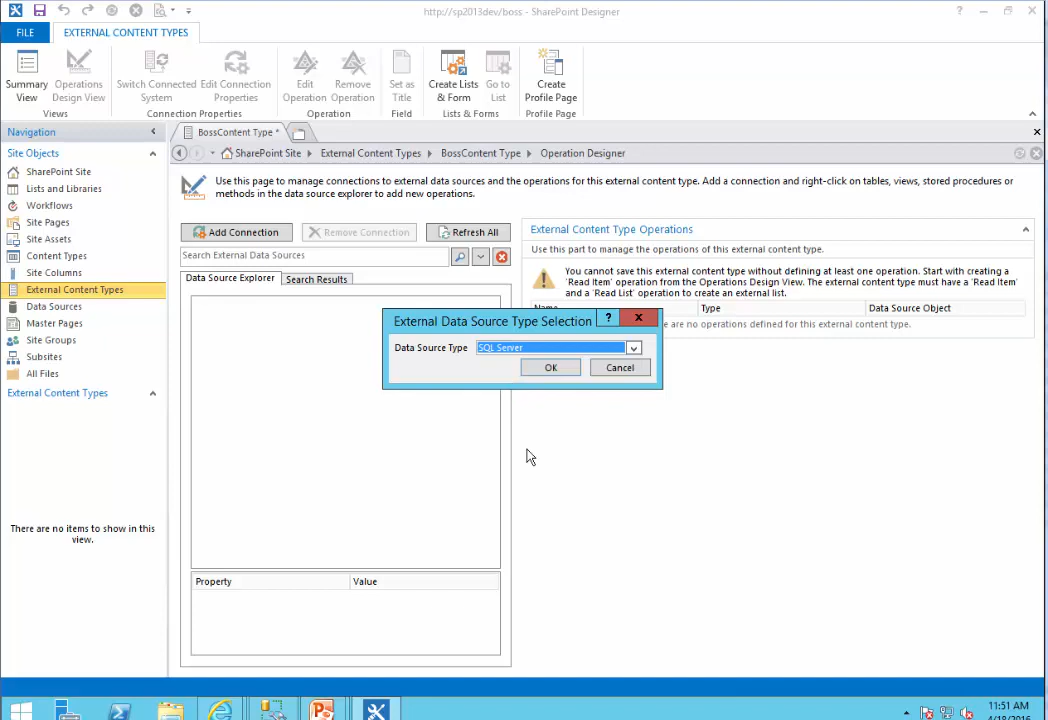 http://sp2013dev/boss - SharePoint Designer
FILE
EXTERNAL CONTENT TYPES
Summary View
Operations Design View
Views
Switch Connected System
Edit Connection Properties
Connection Properties
Edit Operation
Remove Operation
Operation
Set as Title
Field
Create Lists & Form
Go to List
Lists & Forms
Create Profile Page
Profile Page
Navigation
BossContent Type *
SharePoint Site
External Content Types
BossContent Type
Operation Designer
Site Objects
SharePoint Site
Lists and Libraries
Workflows
Site Pages
Site Assets
Content Types
Site Columns
External Content Types
Data Sources
Master Pages
Site Groups
Subsites
All Files
External Content Types
There are no items to show in this
view.
Use this page to manage connections to external data sources and the operations for this external content type. Add a connection and right-click on tables, views, stored procedures or
methods in the data source explorer to add new operations.
Add Connection
Remove Connection
Refresh All
Search External Data Sources
Data Source Explorer
Search Results
Property
Value
External Content Type Operations
Use this part to manage the operations of this external content type.
You cannot save this external content type without defining at least one operation. Start with creating a
'Read Item' operation from the Operations Design View. The external content type must have a 'Read Item'
and a 'Read List' operation to create an external list.
Type
Data Source Object
re are no operations defined for this external content type.
External Data Source Type Selection
Data Source Type
SQL Server
OK
Cancel
11:51 AM
4/18/2016